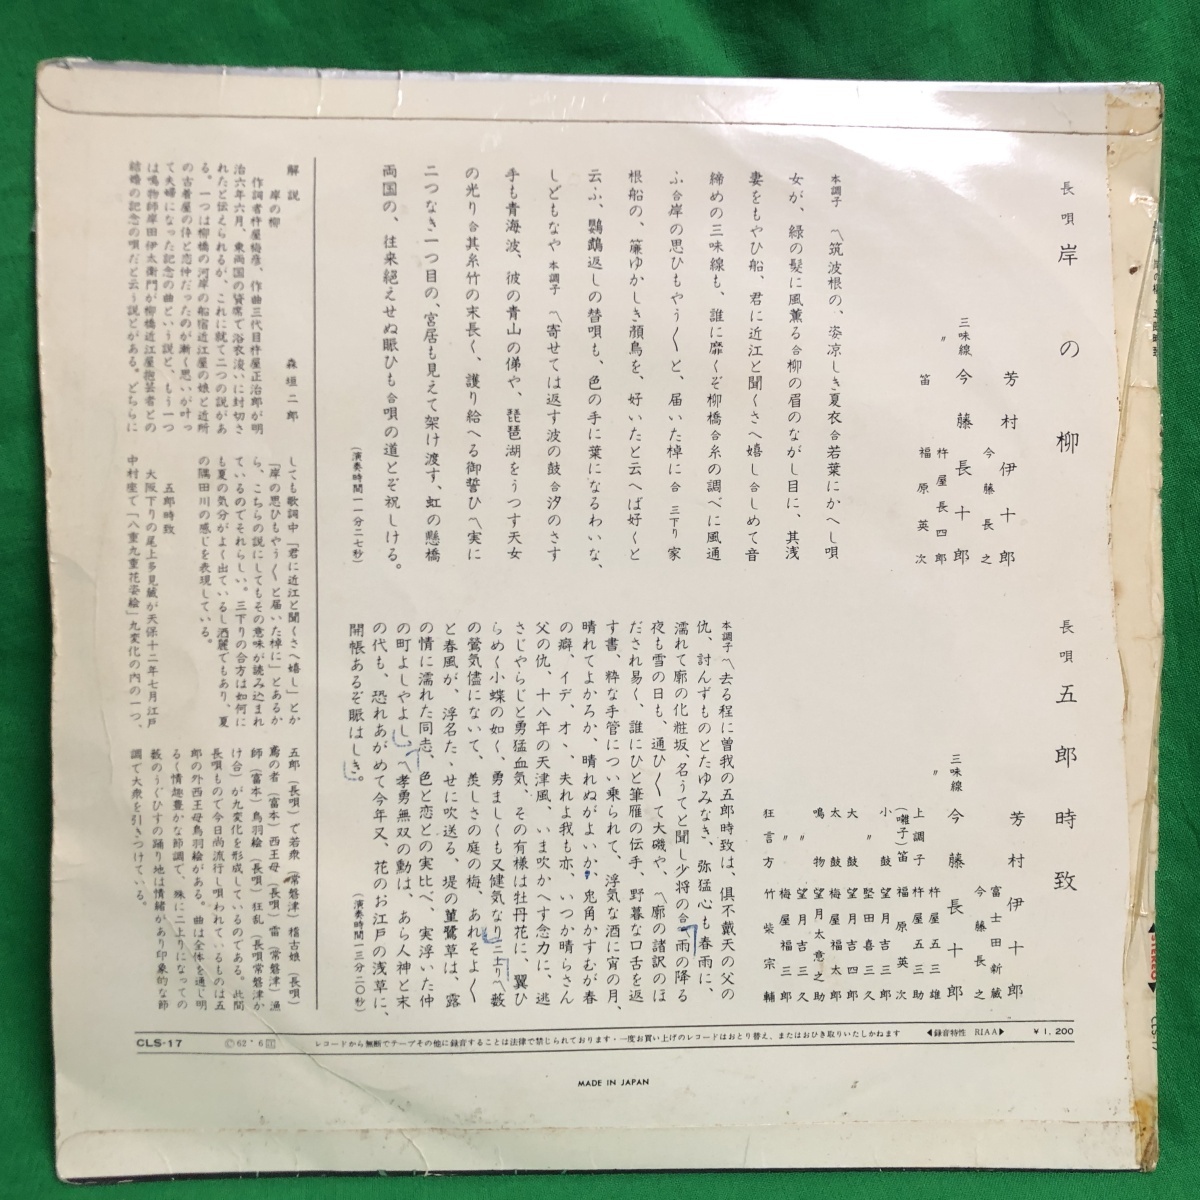 長唄 岸の柳
芳村伊十郎
今藤長之
三味線 今藤長十郎
〃 杵屋長四郎
笛 福原英次
本調子 〽筑波根の、姿凉しき夏衣合若葉にかへし唄
女が、緑の髪に風薫る合柳の眉のながし目に、其浅
妻をもやひ船、君に近江と聞くさへ嬉し合しめて音
締めの三味線も、誰に靡くぞ柳橋合糸の調べに風通
ふ合岸の思ひもやう〱と、届いた棹に合 三下り 家
根船の、簾ゆかしき顔鳥を、好いたと云へば好くと
云ふ、鸚鵡返しの替唄も、色の手に葉になるわいな、
しどもなや 本調子 〽寄せては返す波の鼓合汐のさす
手も青海波、彼の青山の俤や、琵琶湖をうつす天女
の光り合其糸竹の末長く、護り給へる御誓ひ〽実に
二つなき一つ目の、宮居も見えて架け渡す、虹の懸橋
両国の、往来絶えせぬ賑ひも合唄の道とぞ祝しける。
（演奏時間一一分二七秒）
長唄 五郎時致
芳村伊十郎
富士田新蔵
今藤長之
三味線 今藤長十郎
〃 杵屋五三雄
上調子 杵屋五三助
（囃子）笛 福原英次
小鼓 望月吉三郎
〃 堅田喜三久
大鼓 望月吉四郎
太鼓 梅屋福太郎
鳴物 望月太意之助
〃 望月吉三久
〃 梅屋福三郎
狂言方 竹柴宗輔
本調子〽去る程に曽我の五郎時致は、倶不戴天の父の
仇、討んずものとたゆみなき、弥猛心も春雨に、
濡れて廓の化粧坂、名うてと聞し少将の合〽雨の降る
夜も雪の日も、通ひ〱て大磯や、〽廓の諸訳のほ
だされ易く、誰にひと筆雁の伝手、野暮な口舌を返
す書、粋な手管につい乗られて、浮気な酒に宵の月、
晴れてよかろか、晴れぬがよいか、兎角かすむが春
の癖、イデ、オヽ、夫れよ我も亦、いつか晴らさん
父の仇、十八年の天津風、いま吹かへす念力に、逃
さじやらじと勇猛血気、その有様は牡丹花に、翼ひ
らめく小蝶の如く、勇ましくも又健気なり二上り〽藪
の鶯気儘にないて、羨しさの庭の梅、あれそよ〱
と春風が、浮名たゝせに吹送る、堤の菫鷺草は、露
の情に濡れた同志、色と恋との実比べ、実浮いた仲
の町よしやよし、〽孝勇無双の勲は、あら人神と末
の代も、恐れあがめて今年又、花のお江戸の浅草に、
開帳あるぞ賑はしき。
（演奏時間一三分二〇秒）
解説 森垣二郎
岸の柳
作詞者杵屋梅彦、作曲三代目杵屋正治郎が明
治六年六月、東両国の貸席で浴衣浚いに封切さ
れたと伝えられるが、これに就て二つの説があ
る。一つは柳橋の河岸の船宿近江屋の娘と近所
の古着屋の伜と恋仲だったのが漸く思いが叶っ
て夫婦になった記念の曲という説と、もう一つ
は鳴物師岸田伊太衛門が柳橋近江屋抱芸者との
結婚の記念の唄だと云う説とがある。どちらに
しても歌詞中「君に近江と聞くさへ嬉し」とか
「岸の思ひもやう〱と届いた棹に」とあるか
ら、こちらの説にしてもその意味が読み込まれ
ているのでそれらしい。三下りの合方は如何に
も夏の気分がよく出ているし洒麗でもあり、夏
の隅田川の感じを表現している。
五郎時致
大阪下りの尾上多見蔵が天保十二年七月江戸
中村座で「八重九重花姿絵」九変化の内の一つ、
五郎（長唄）で若衆（常磐津）稽古娘（長唄）
鳶の者（富本）西王母（長唄）雷（常磐津）漁
師（富本）鳥羽絵（長唄）狂乱（長唄常磐津か
け合）が九変化を形成しているのである。此間
長唄もので今日尚流行し唄われているものは五
郎の外西王母鳥羽絵がある。曲は全体を通じ明
るく情趣豊かな節調で、殊に二上りになっての
藪のうぐひすの踊り地は情緒があり印象的な節
調で大衆を引きつけている。
CLS-17 Ⓒ62ﾟ6 レコードから無断でテープその他に録音することは法律で禁じられております・一度お買い上げのレコードはおとり替え、またはおひき取りいたしかねます ◀録音特性 RIAA▶ ￥1,200
MADE IN JAPAN
STEREO
CLS-17